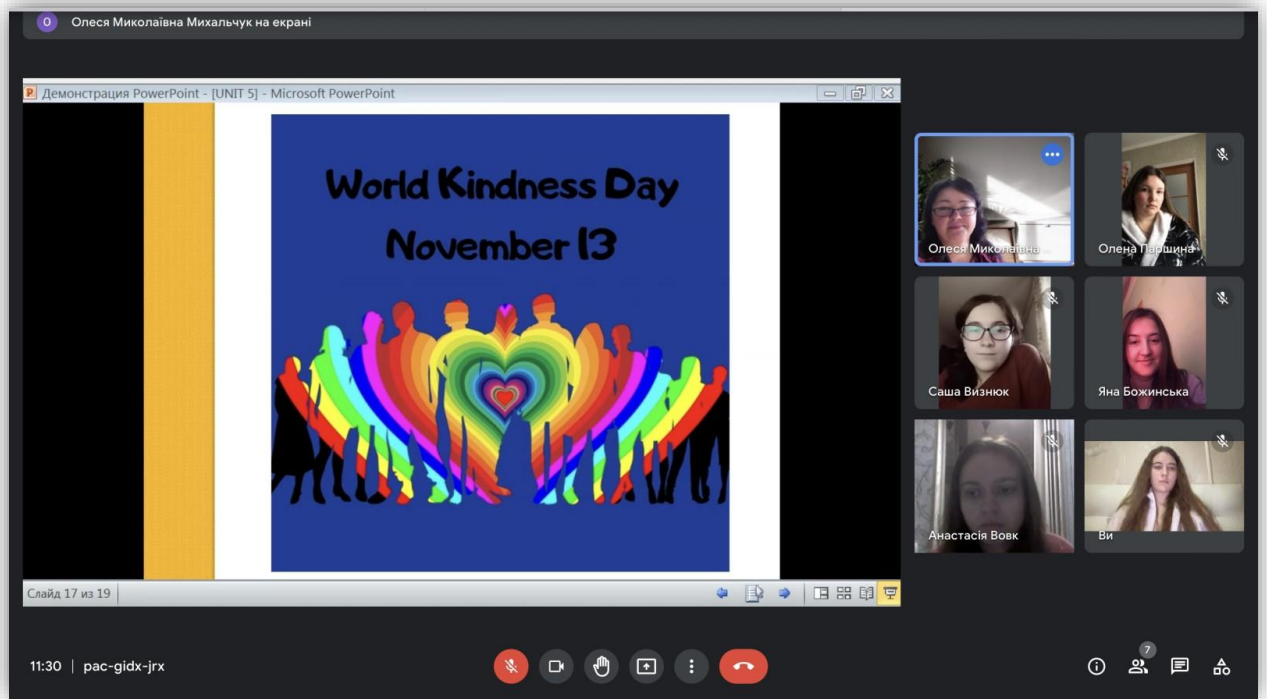 О Олеся Миколаївна Михальчук на екрані
P Демонстрация PowerPoint - [UNIT 5] - Microsoft PowerPoint
World Kindness Day
November 13
Олеся Миколаївна ...
Олена Паршина
Саша Визнюк
Яна Божинська
Анастасія Вовк
Ви
Слайд 17 из 19
11:30 | pac-gidx-jrx
7